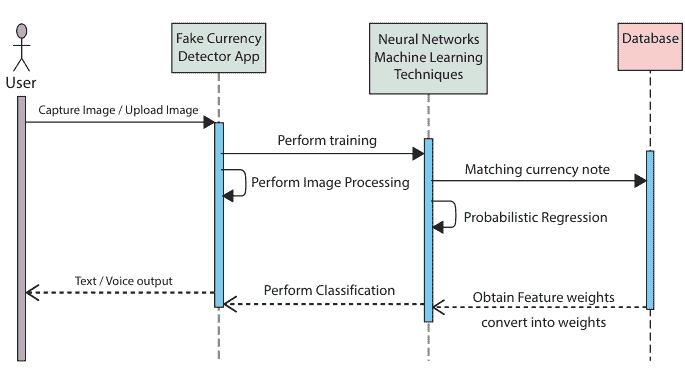 Fake Currency
Detector App
Neural Networks
Machine Learning
Techniques
Database
User
Capture Image / Upload Image
Perform training
Matching currency note
Perform Image Processing
Probabilistic Regression
Text / Voice output
Perform Classification
Obtain Feature weights
convert into weights